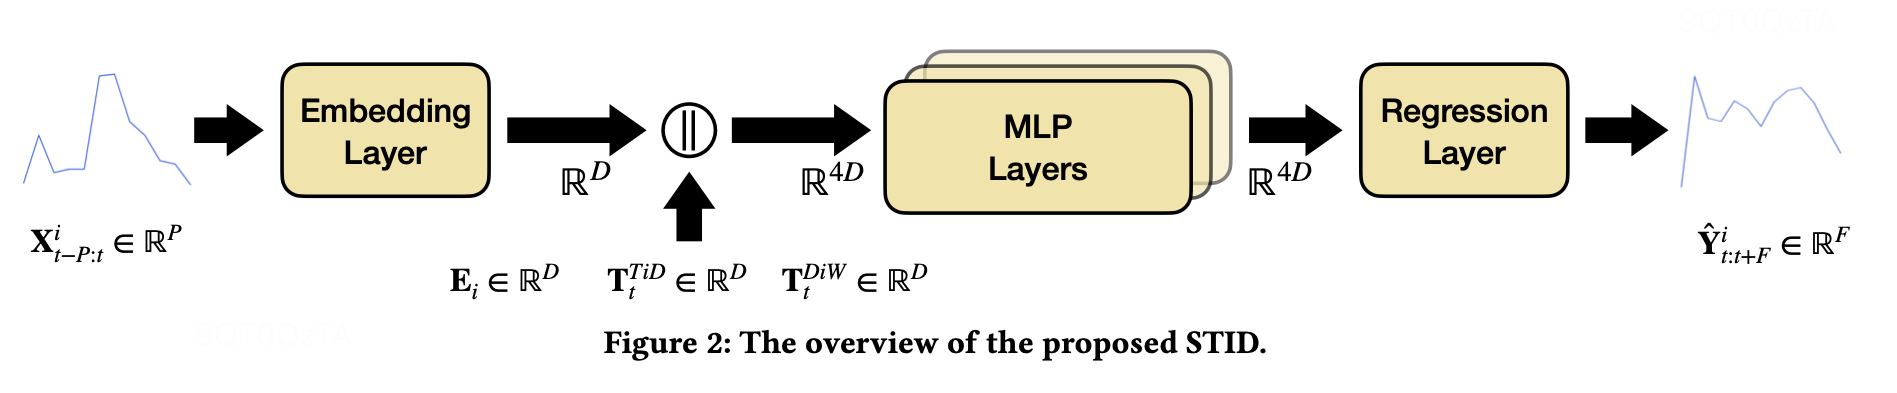 Embedding
Layer
||
MLP
Layers
Regression
Layer
ℝ^D
ℝ^{4D}
ℝ^{4D}
𝐗^i_{t−P:t} ∈ ℝ^P
𝐄_i ∈ ℝ^D 𝐓^{TiD}_t ∈ ℝ^D 𝐓^{DiW}_t ∈ ℝ^D
𝐘̂^i_{t:t+F} ∈ ℝ^F
Figure 2: The overview of the proposed STID.